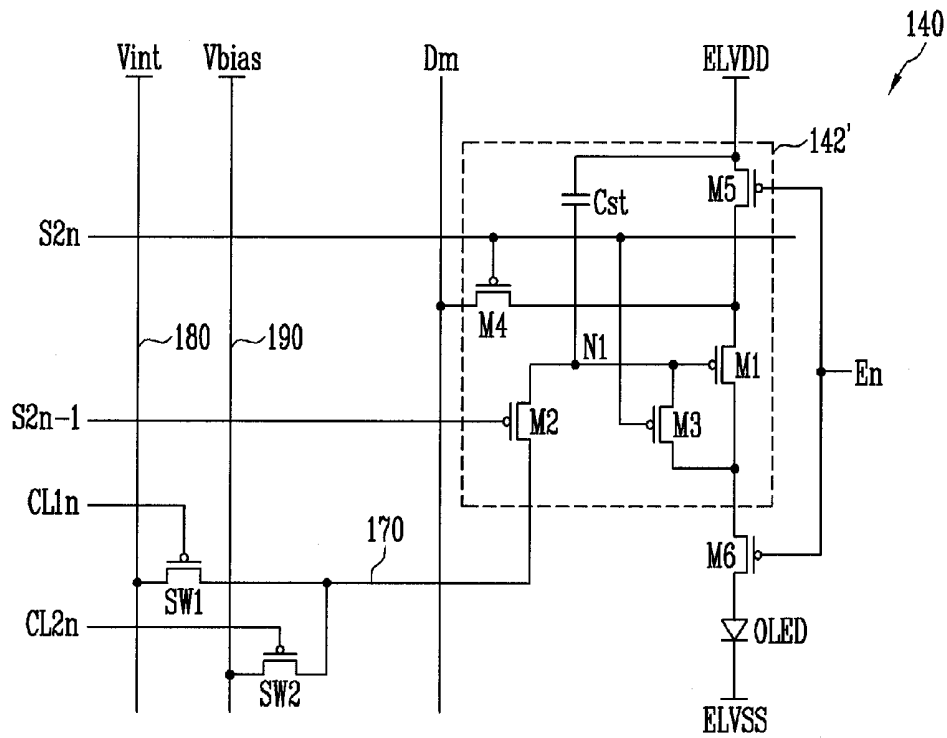 140
Vint
Vbias
Dm
ELVDD
142'
M5
Cst
S2n
M4
180
190
N1
M1
En
S2n-1
M2
M3
CL1n
170
M6
SW1
CL2n
OLED
SW2
ELVSS